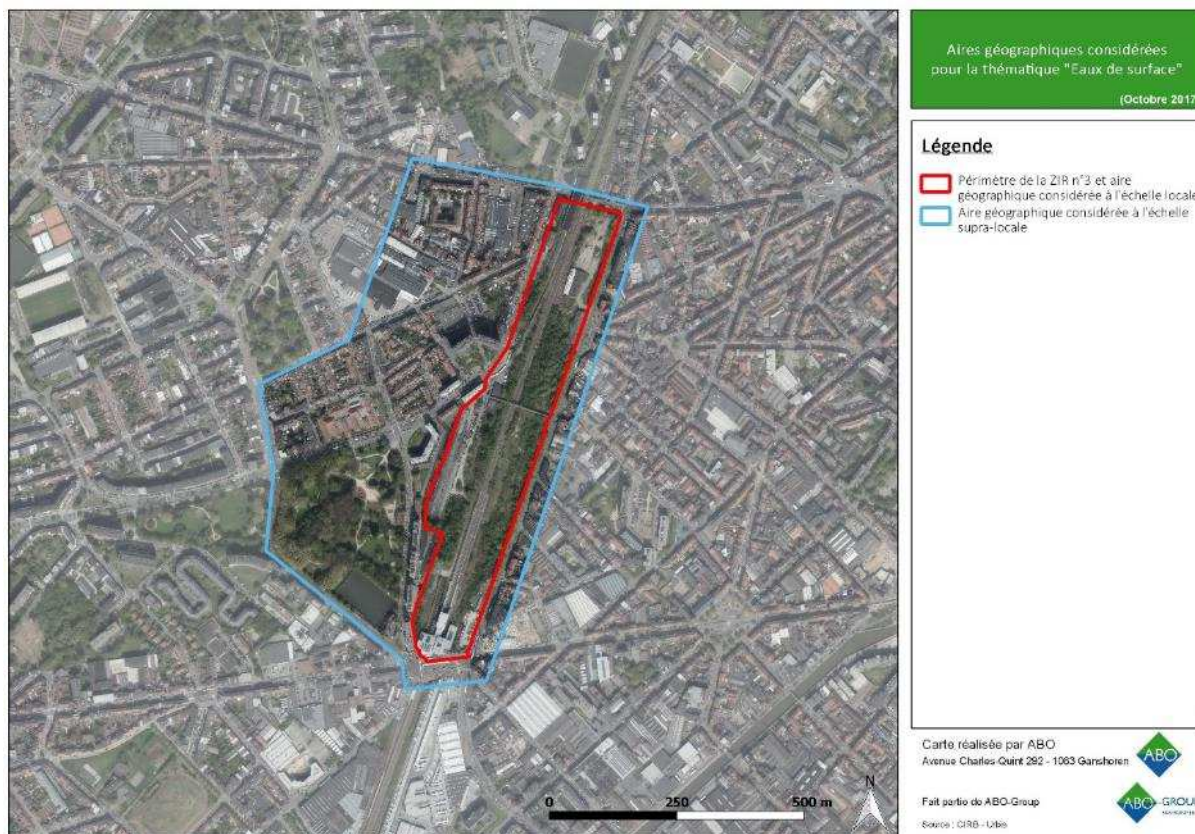 Aires géographiques considérées
pour la thématique "Eaux de surface"
(Octobre 2017
Légende
Périmètre de la ZIR n°3 et aire
géographique considérée à l'échelle locale
Aire géographique considérée à l'échelle
supra-locale
N
0 250 500 m
Carte réalisée par ABO
Avenue Charles-Quint 292 - 1083 Ganshoren
ABO
Fait partie de ABO-Group
ABO-GROUP
Source : CIRB - Urbis